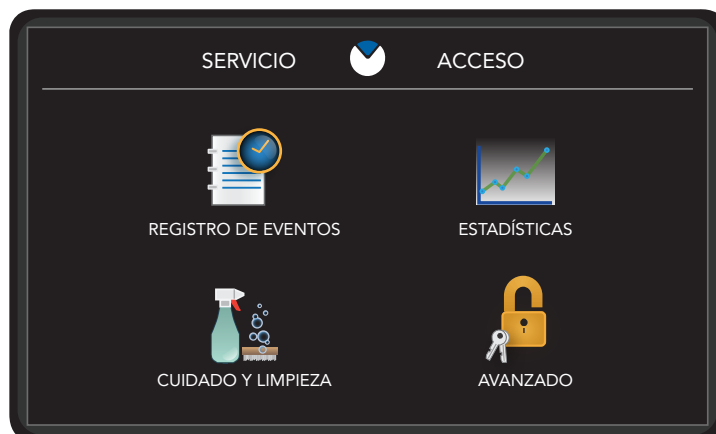 SERVICIO ACCESO
REGISTRO DE EVENTOS ESTADÍSTICAS
CUIDADO Y LIMPIEZA AVANZADO